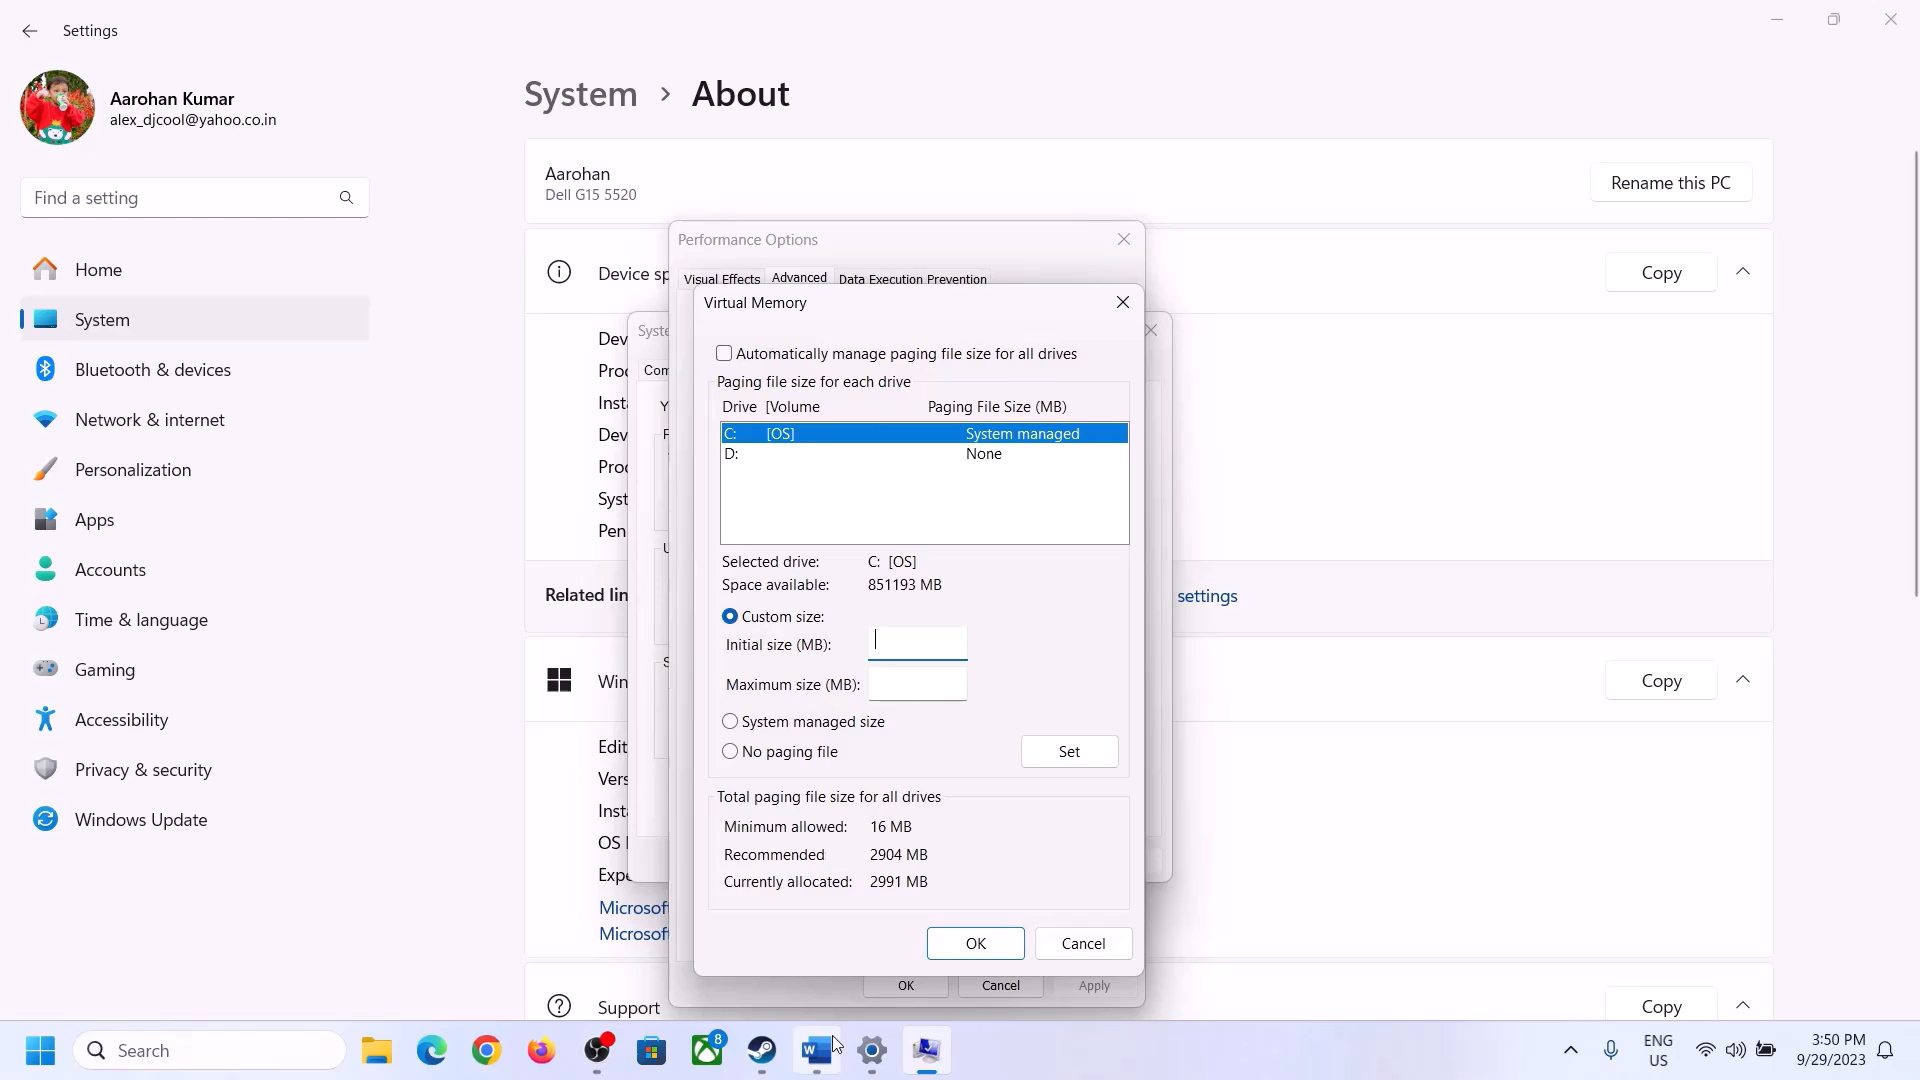 Settings
Aarohan Kumar
alex_djcool@yahoo.co.in
Find a setting
Home
System
Bluetooth & devices
Network & internet
Personalization
Apps
Accounts
Time & language
Gaming
Accessibility
Privacy & security
Windows Update
System > About
Aarohan
Dell G15 5520
Rename this PC
Device sp
Copy
Dev
Proc
Insta
Dev
Proc
Syst
Pen
Related lin
settings
Win
Copy
Edit
Vers
Inst
OS
Expe
Microsof
Microsof
Support
Copy
Syste
Com
Performance Options
Visual Effects Advanced Data Execution Prevention
Virtual Memory
Automatically manage paging file size for all drives
Paging file size for each drive
Drive [Volume Paging File Size (MB)
C: [OS] System managed
D: None
Selected drive: C: [OS]
Space available: 851193 MB
Custom size:
Initial size (MB):
Maximum size (MB):
System managed size
No paging file
Set
Total paging file size for all drives
Minimum allowed: 16 MB
Recommended 2904 MB
Currently allocated: 2991 MB
OK Cancel
OK Cancel Apply
Search
8
W
ENG
US
3:50 PM
9/29/2023